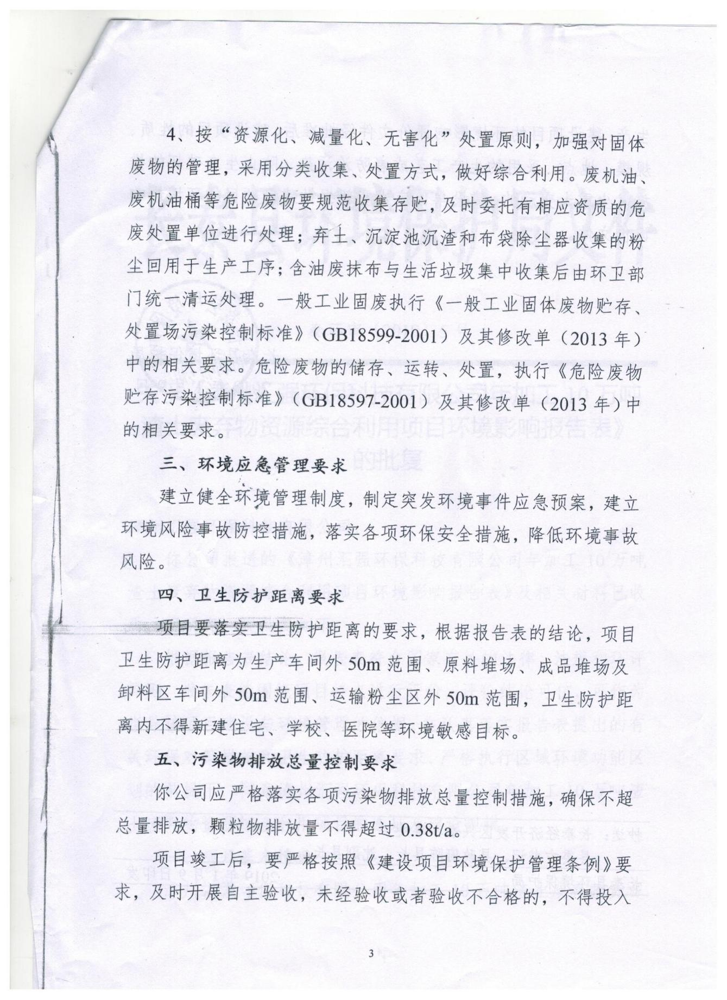 4、按“资源化、减量化、无害化”处置原则，加强对固体
废物的管理，采用分类收集、处置方式，做好综合利用。废机油、
废机油桶等危险废物要规范收集存贮，及时委托有相应资质的危
废处置单位进行处理；弃土、沉淀池沉渣和布袋除尘器收集的粉
尘回用于生产工序；含油废抹布与生活垃圾集中收集后由环卫部
门统一清运处理。一般工业固废执行《一般工业固体废物贮存、
处置场污染控制标准》（GB18599-2001）及其修改单（2013 年）
中的相关要求。危险废物的储存、运转、处置，执行《危险废物
贮存污染控制标准》（GB18597-2001）及其修改单（2013 年）中
的相关要求。
三、环境应急管理要求
建立健全环境管理制度，制定突发环境事件应急预案，建立
环境风险事故防控措施，落实各项环保安全措施，降低环境事故
风险。
四、卫生防护距离要求
项目要落实卫生防护距离的要求，根据报告表的结论，项目
卫生防护距离为生产车间外 50m 范围、原料堆场、成品堆场及
卸料区车间外 50m 范围、运输粉尘区外 50m 范围，卫生防护距
离内不得新建住宅、学校、医院等环境敏感目标。
五、污染物排放总量控制要求
你公司应严格落实各项污染物排放总量控制措施，确保不超
总量排放，颗粒物排放量不得超过 0.38t/a。
项目竣工后，要严格按照《建设项目环境保护管理条例》要
求，及时开展自主验收，未经验收或者验收不合格的，不得投入
3